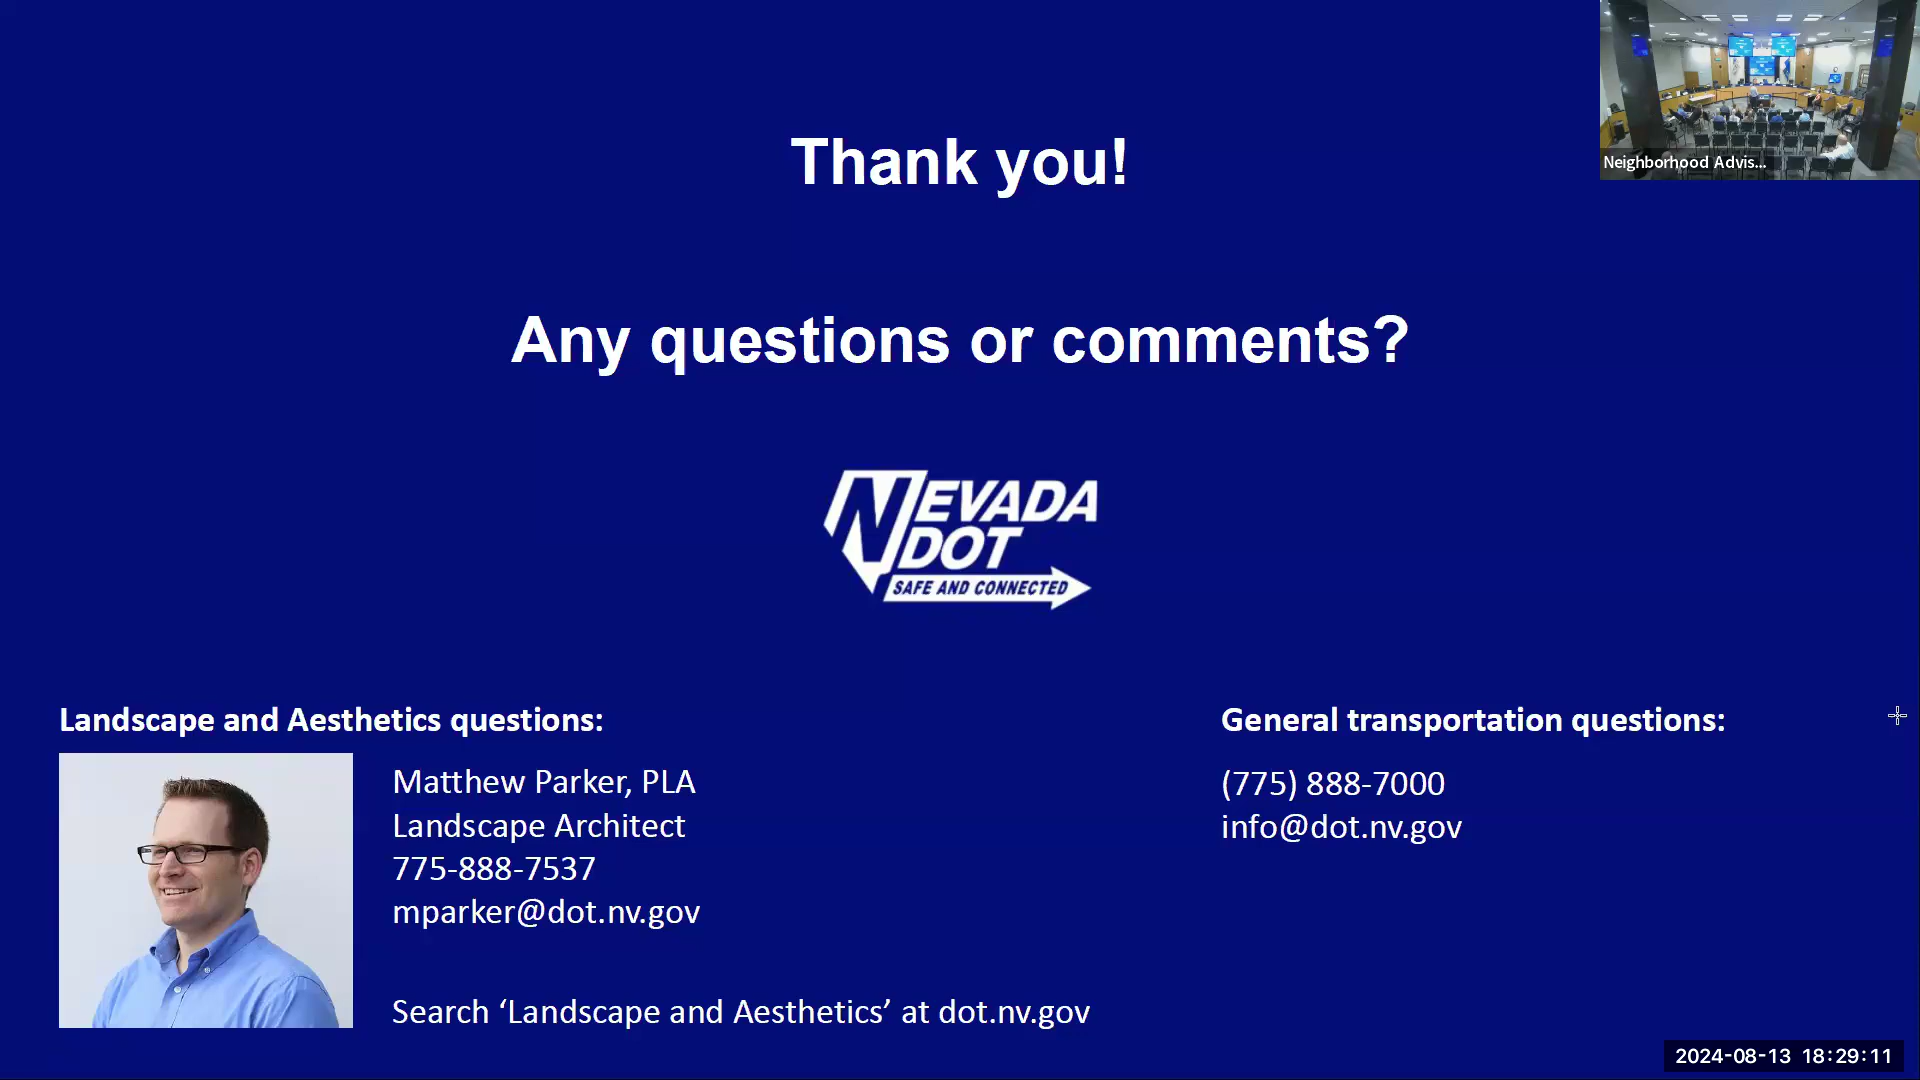 Neighborhood Advis...
Thank you!
Any questions or comments?
NEVADA
DOT
SAFE AND CONNECTED
Landscape and Aesthetics questions:
Matthew Parker, PLA
Landscape Architect
775-888-7537
mparker@dot.nv.gov
Search ‘Landscape and Aesthetics’ at dot.nv.gov
General transportation questions:
(775) 888-7000
info@dot.nv.gov
2024-08-13 18:29:11